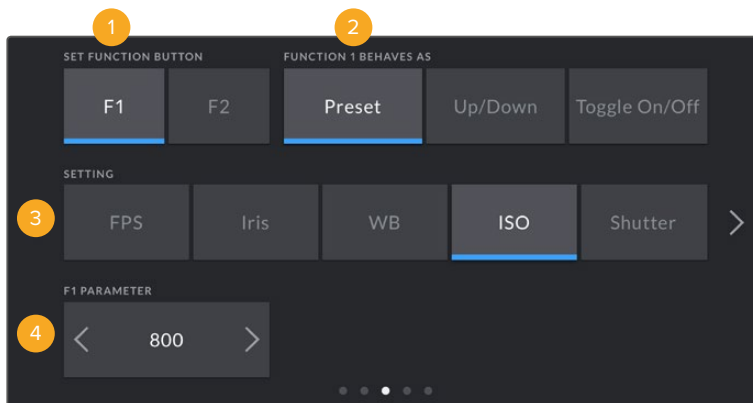 1 2
SET FUNCTION BUTTON FUNCTION 1 BEHAVES AS
F1 F2 Preset Up/Down Toggle On/Off
SETTING
3 FPS Iris WB ISO Shutter
F1 PARAMETER
4 800